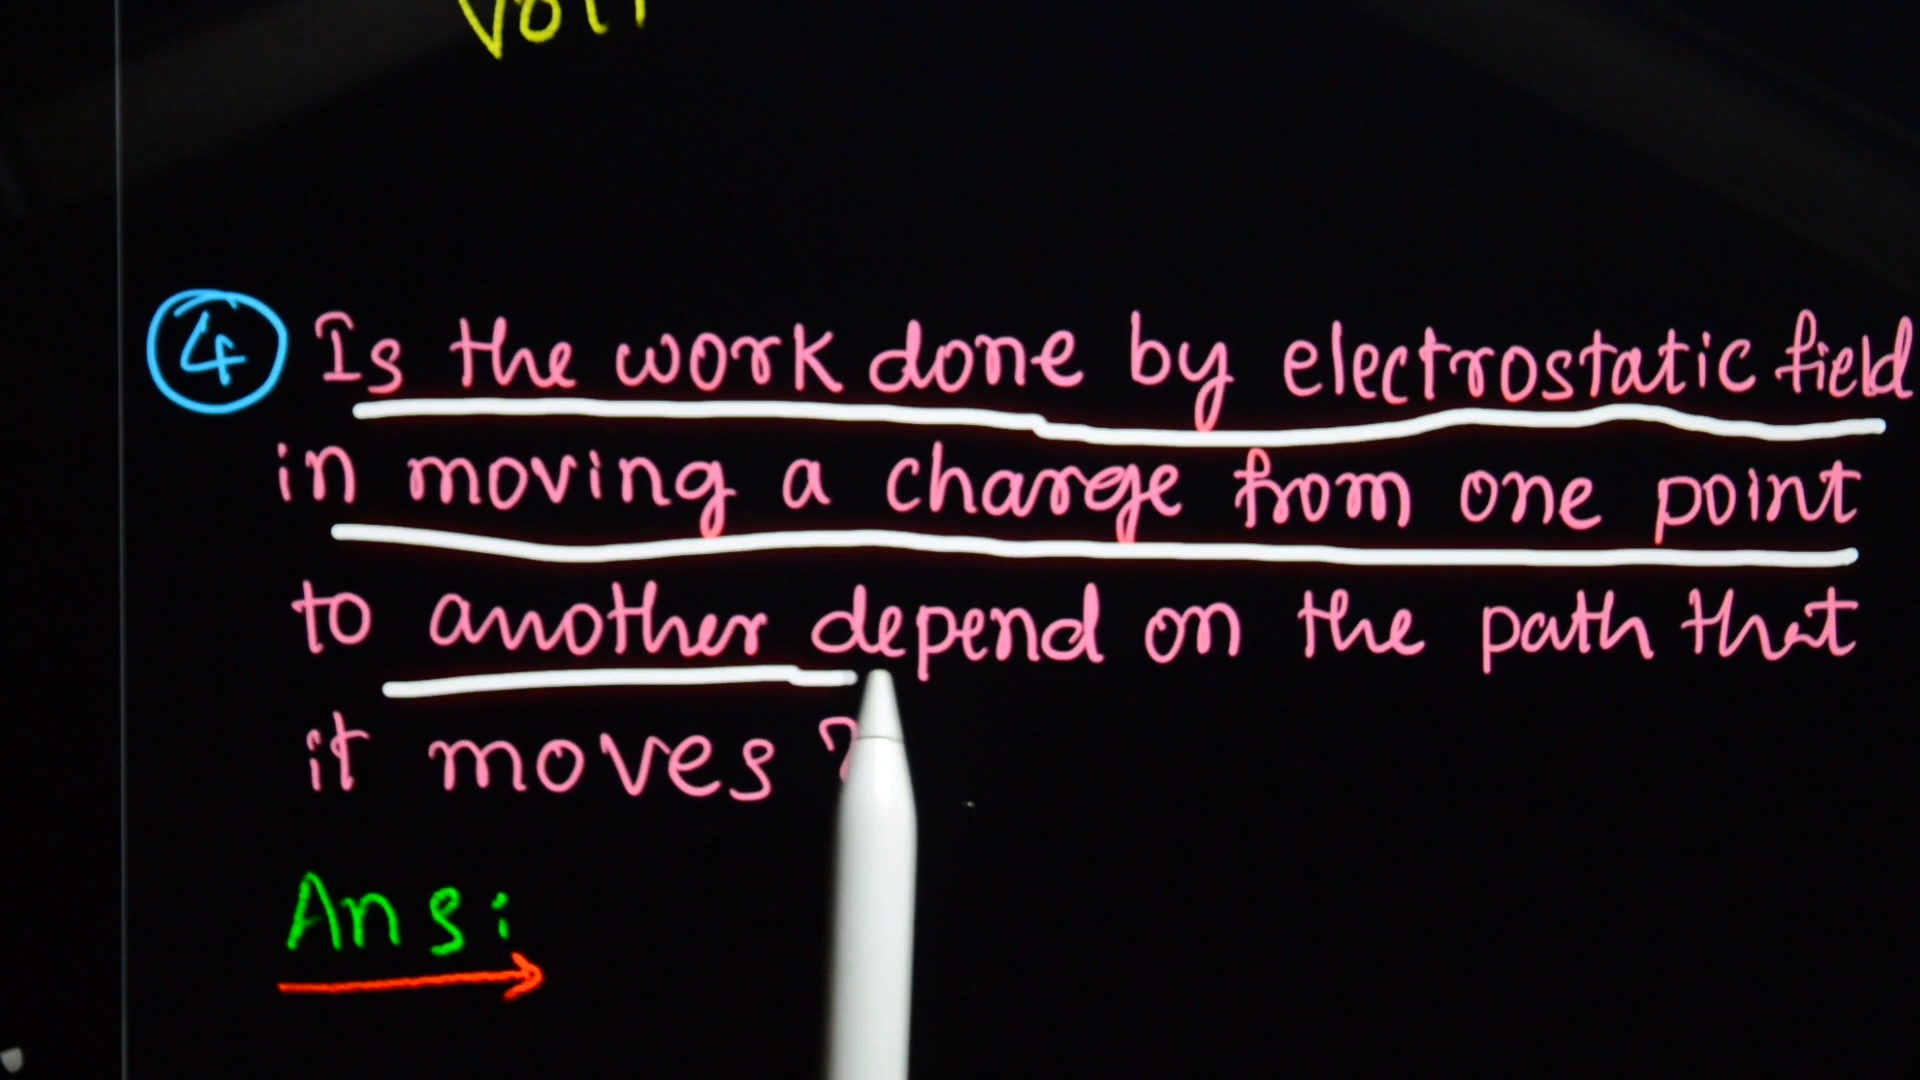 Volt
④ Is the work done by electrostatic field
in moving a charge from one point
to another depend on the path that
it moves ?
Ans: